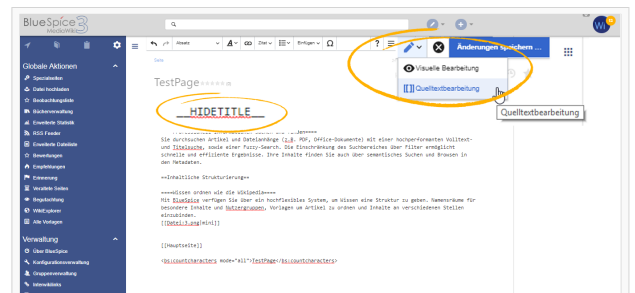 BlueSpice 3
MediaWiki
Globale Aktionen
Spezialseiten
Datei hochladen
Beobachtungsliste
Bücherverwaltung
Erweiterte Statistik
RSS Feeder
Erweiterte Dateiliste
Bewertungen
Empfehlungen
Erinnerung
Veraltete Seiten
Begutachtung
WikiExplorer
Alle Vorlagen
Verwaltung
Über BlueSpice
Konfigurationsverwaltung
Gruppenverwaltung
Interwikilinks
Absatz
A
Einfügen
Ω
?
Änderungen speichern ...
Visuelle Bearbeitung
[[]] Quelltextbearbeitung
Quelltextbearbeitung
Seite
TestPage
__HIDETITLE__
Sie durchsuchen Artikel und Dateianhänge (z.B. PDF, Office-Dokumente) mit einer hochperformanten Volltext-
und Titelsuche, sowie einer Fuzzy-Search. Die Einschränkung des Suchbereiches über Filter ermöglicht
schnelle und effiziente Ergebnisse. Ihre Inhalte finden Sie auch über semantisches Suchen und Browsen in
den Metadaten.
==Inhaltliche Strukturierung==
====Wissen ordnen wie die Wikipedia====
Mit BlueSpice verfügen Sie über ein hochflexibles System, um Wissen eine Struktur zu geben. Namensräume für
besondere Inhalte und Nutzergruppen, Vorlagen um Artikel zu ordnen und Inhalte an verschiedenen Stellen
einzubinden.
[[Datei:3.png|mini]]
[[Hauptseite]]
<bs:countcharacters mode="all">TestPage</bs:countcharacters>